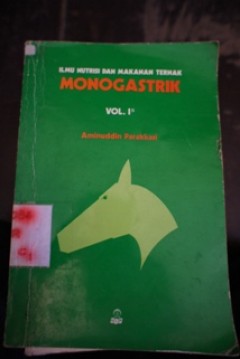 ILMU NUTRISI DAN MAKANAN TERNAK
MONOGASTRIK
VOL. I
Aminuddin Parakkasi